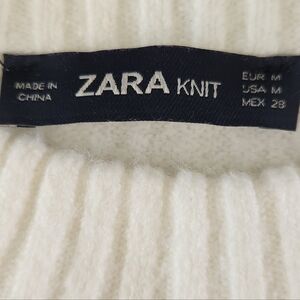 MADE IN
CHINA
ZARA KNIT
EUR M
USA M
MEX 28